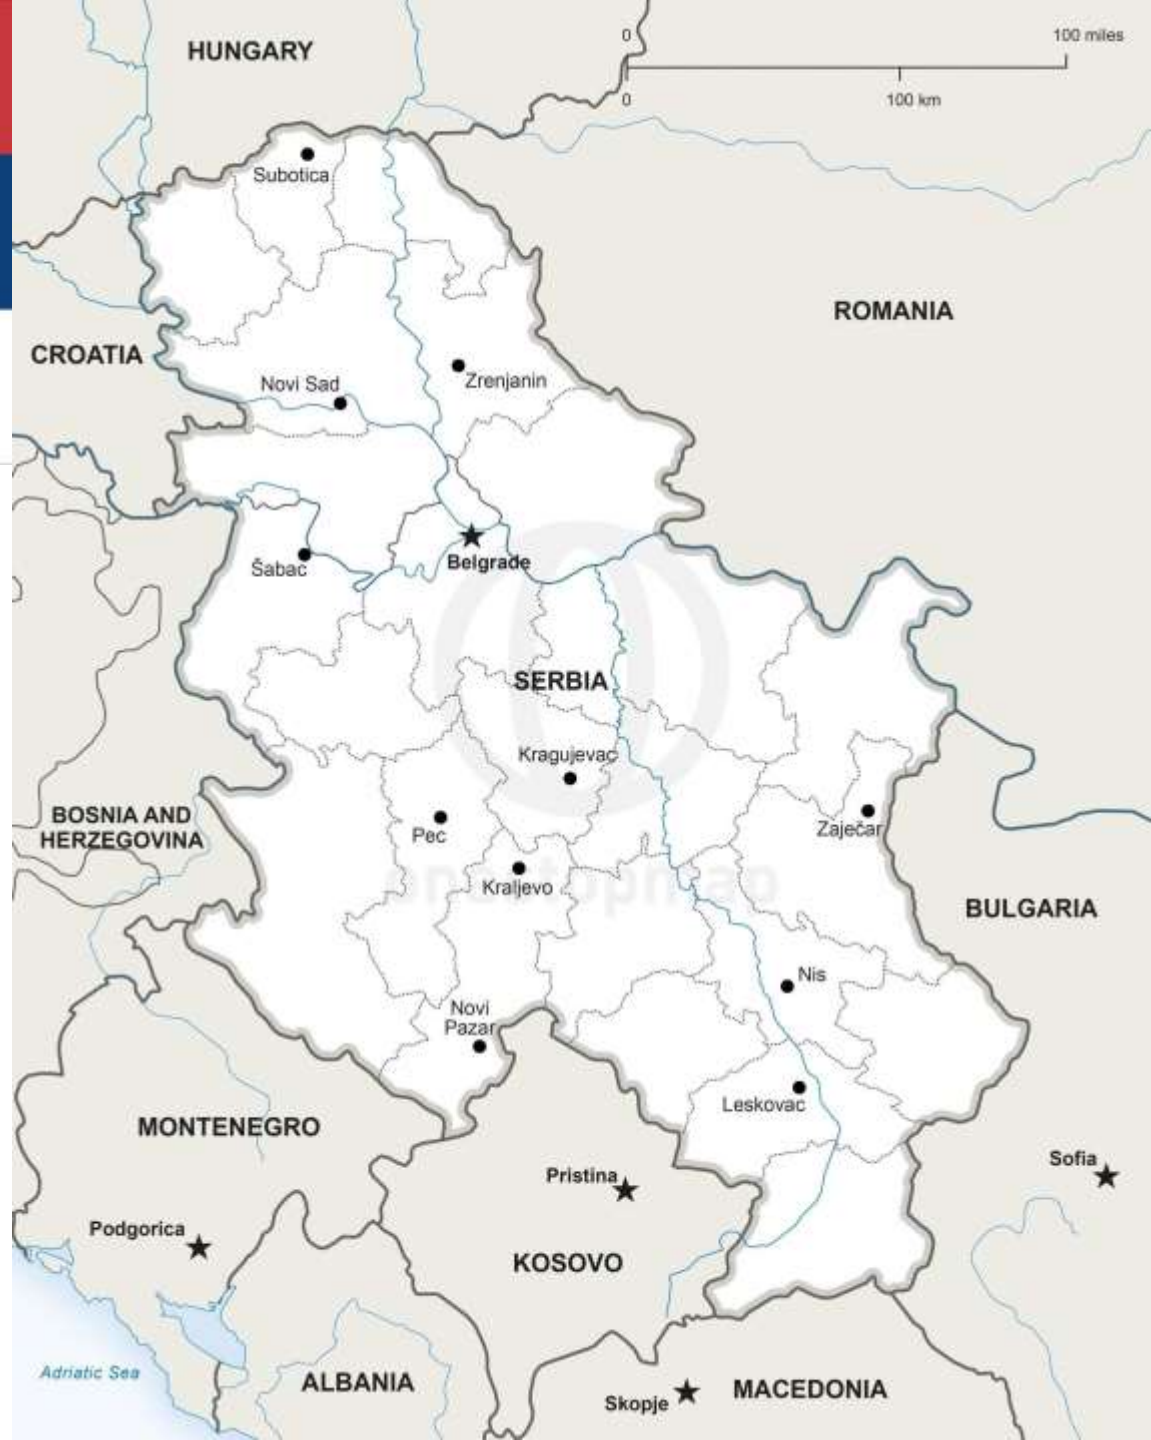 HUNGARY
0
100 miles
0
100 km
Subotica
ROMANIA
CROATIA
Novi Sad
Zrenjanin
Šabac
Belgrade
SERBIA
Kragujevac
BOSNIA AND
HERZEGOVINA
Pec
Zaječar
Kraljevo
onestopmap
BULGARIA
Nis
Novi
Pazar
Leskovac
MONTENEGRO
Sofia
Pristina
Podgorica
KOSOVO
Adriatic Sea
ALBANIA
Skopje
MACEDONIA